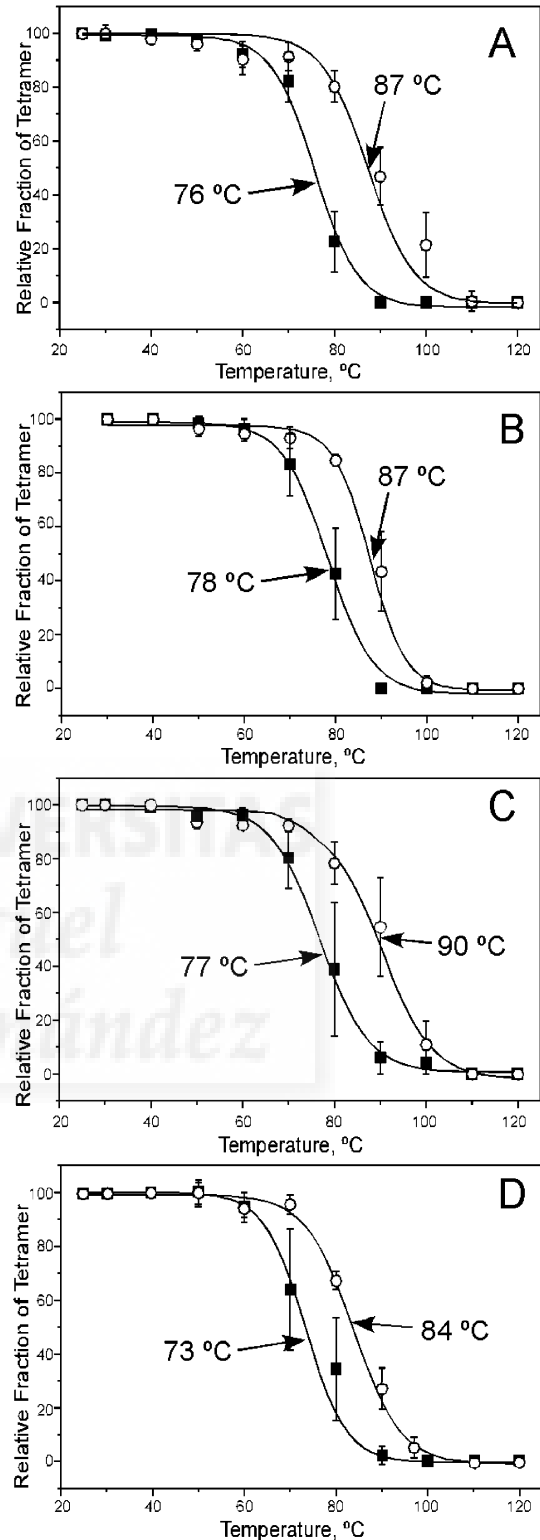 A
Relative Fraction of Tetramer
100
80
60
40
20
0
87 ºC
76 ºC
20 40 60 80 100 120
Temperature, ºC
B
Relative Fraction of Tetramer
100
80
60
40
20
0
87 ºC
78 ºC
20 40 60 80 100 120
Temperature, ºC
C
Relative Fraction of Tetramer
100
80
60
40
20
0
90 ºC
77 ºC
20 40 60 80 100 120
Temperature, ºC
D
Relative Fraction of Tetramer
100
80
60
40
20
0
84 ºC
73 ºC
20 40 60 80 100 120
Temperature, ºC